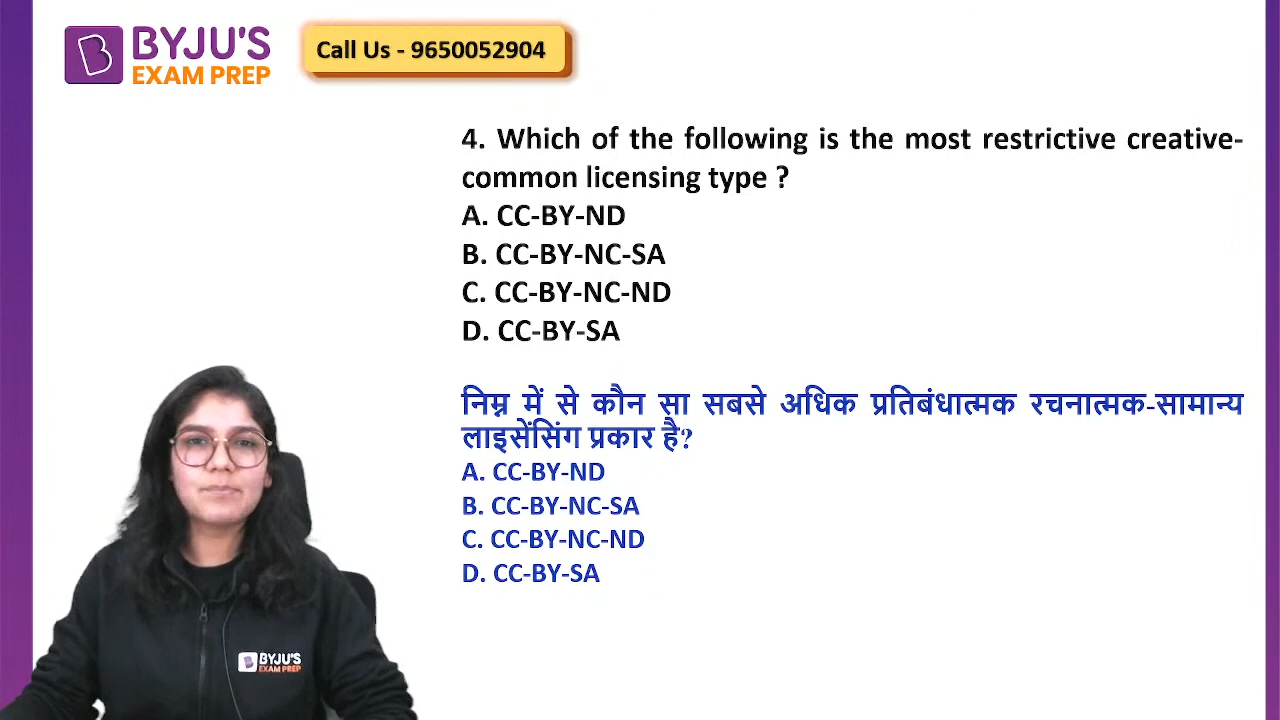 BYJU'S
EXAM PREP
Call Us - 9650052904
4. Which of the following is the most restrictive creative-
common licensing type ?
A. CC-BY-ND
B. CC-BY-NC-SA
C. CC-BY-NC-ND
D. CC-BY-SA
निम्न में से कौन सा सबसे अधिक प्रतिबंधात्मक रचनात्मक-सामान्य
लाइसेंसिंग प्रकार है?
A. CC-BY-ND
B. CC-BY-NC-SA
C. CC-BY-NC-ND
D. CC-BY-SA
BYJU'S
EXAM PREP